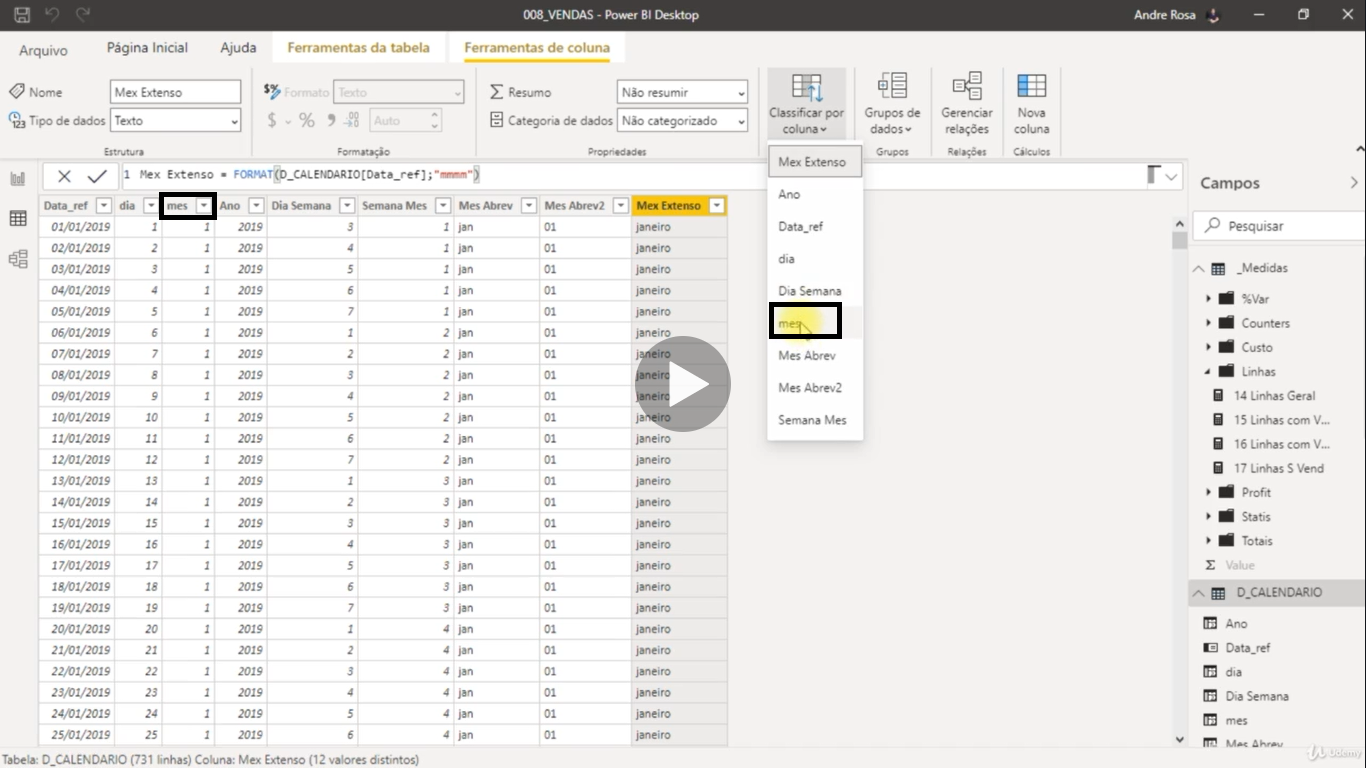 008_VENDAS - Power BI Desktop
Andre Rosa
Arquivo Página Inicial Ajuda Ferramentas da tabela Ferramentas de coluna
Nome Mex Extenso
Tipo de dados Texto
Estrutura
$% Formato Texto
$ % 9 Auto
Formatação
Resumo Não resumir
Categoria de dados Não categorizado
Propriedades
Classificar por
coluna
Grupos de
dados
Grupos
Gerenciar
relações
Relações
Nova
coluna
Cálculos
1 Mex Extenso = FORMAT(D_CALENDARIO[Data_ref];"mmmm")
Data_ref dia mes Ano Dia Semana Semana Mes Mes Abrev Mes Abrev2 Mex Extenso
01/01/2019 1 1 2019 3 1 jan 01 janeiro
02/01/2019 2 1 2019 4 1 jan 01 janeiro
03/01/2019 3 1 2019 5 1 jan 01 janeiro
04/01/2019 4 1 2019 6 1 jan 01 janeiro
05/01/2019 5 1 2019 7 1 jan 01 janeiro
06/01/2019 6 1 2019 1 2 jan 01 janeiro
07/01/2019 7 1 2019 2 2 jan 01 janeiro
08/01/2019 8 1 2019 3 2 jan 01 janeiro
09/01/2019 9 1 2019 4 2 jan 01 janeiro
10/01/2019 10 1 2019 5 2 jan 01 janeiro
11/01/2019 11 1 2019 6 2 jan 01 janeiro
12/01/2019 12 1 2019 7 2 jan 01 janeiro
13/01/2019 13 1 2019 1 3 jan 01 janeiro
14/01/2019 14 1 2019 2 3 jan 01 janeiro
15/01/2019 15 1 2019 3 3 jan 01 janeiro
16/01/2019 16 1 2019 4 3 jan 01 janeiro
17/01/2019 17 1 2019 5 3 jan 01 janeiro
18/01/2019 18 1 2019 6 3 jan 01 janeiro
19/01/2019 19 1 2019 7 3 jan 01 janeiro
20/01/2019 20 1 2019 1 4 jan 01 janeiro
21/01/2019 21 1 2019 2 4 jan 01 janeiro
22/01/2019 22 1 2019 3 4 jan 01 janeiro
23/01/2019 23 1 2019 4 4 jan 01 janeiro
24/01/2019 24 1 2019 5 4 jan 01 janeiro
25/01/2019 25 1 2019 6 4 jan 01 janeiro
Mex Extenso
Ano
Data_ref
dia
Dia Semana
mes
Mes Abrev
Mes Abrev2
Semana Mes
Campos
Pesquisar
_Medidas
%Var
Counters
Custo
Linhas
14 Linhas Geral
15 Linhas com V...
16 Linhas com V...
17 Linhas S Vend
Profit
Statis
Totais
Σ Value
D_CALENDARIO
Ano
Data_ref
dia
Dia Semana
mes
Mes Abrev
Tabela: D_CALENDARIO (731 linhas) Coluna: Mex Extenso (12 valores distintos)
Udemy